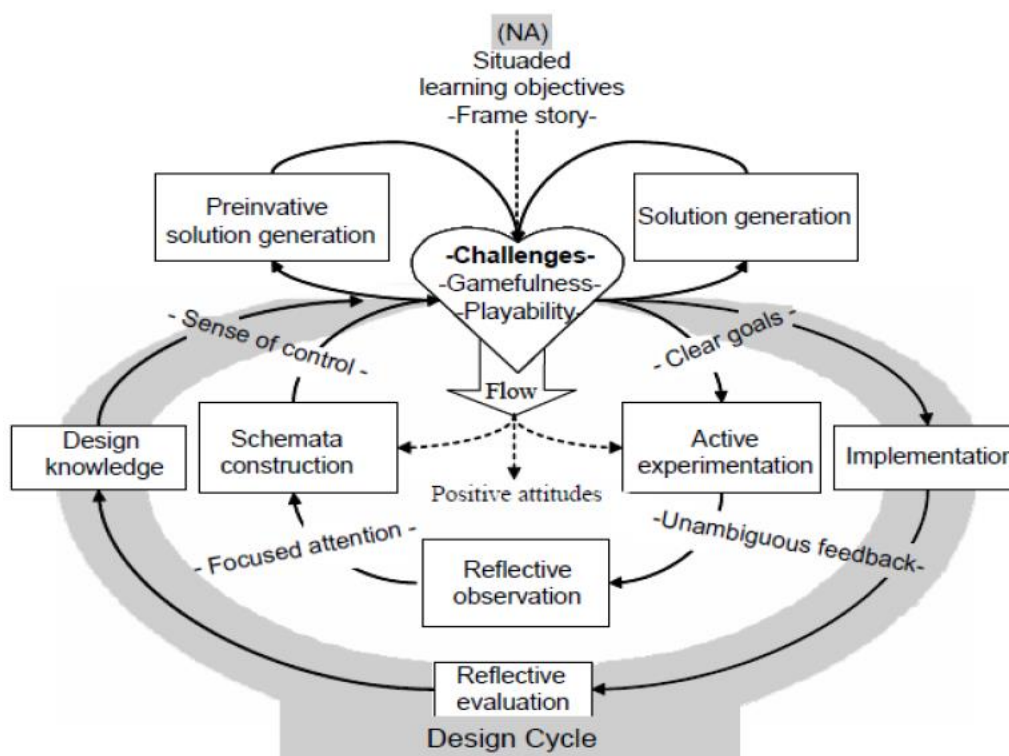 (NA)
Situaded
learning objectives
-Frame story-
Preinvative
solution generation
Solution generation
-Challenges-
-Gamefulness-
-Playability-
- Sense of control -
- Clear goals -
Flow
Design
knowledge
Schemata
construction
Active
experimentation
Implementation
Positive attitudes
- Focused attention -
-Unambiguous feedback-
Reflective
observation
Reflective
evaluation
Design Cycle